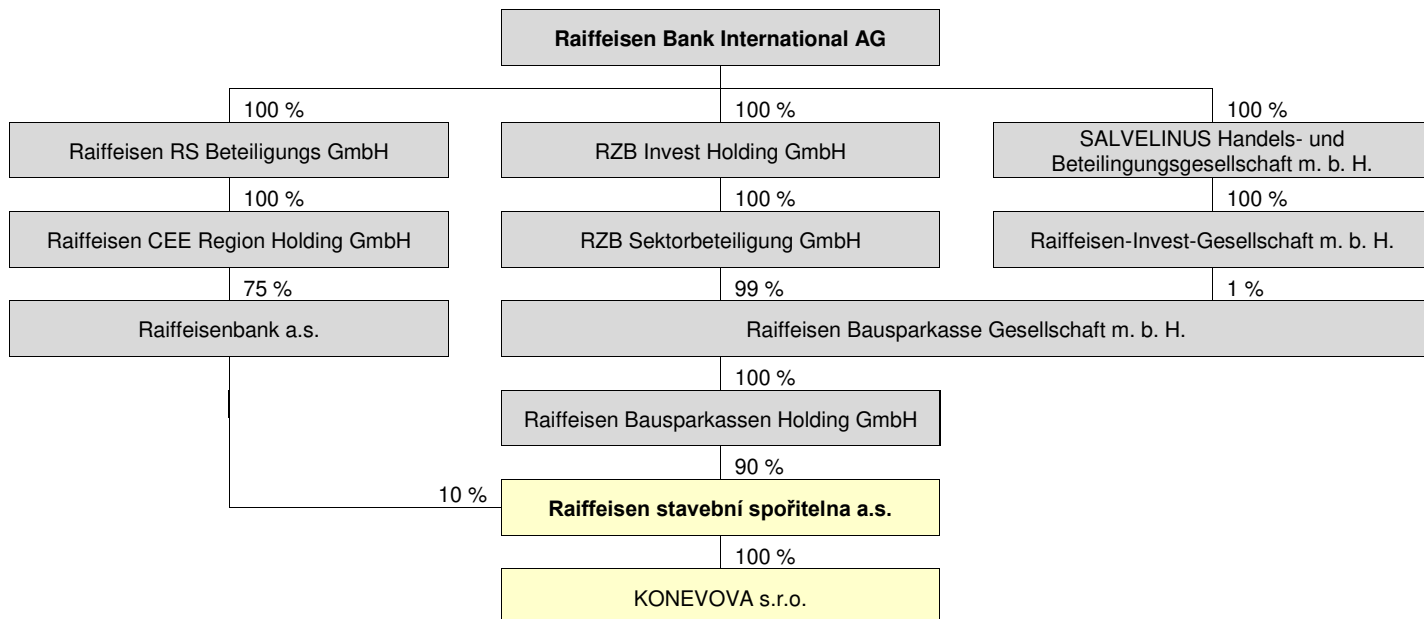 Raiffeisen Bank International AG
100 %
100 %
100 %
Raiffeisen RS Beteiligungs GmbH
RZB Invest Holding GmbH
SALVELINUS Handels- und
Beteilingungsgesellschaft m. b. H.
100 %
100 %
100 %
Raiffeisen CEE Region Holding GmbH
RZB Sektorbeteiligung GmbH
Raiffeisen-Invest-Gesellschaft m. b. H.
75 %
99 %
1 %
Raiffeisenbank a.s.
Raiffeisen Bausparkasse Gesellschaft m. b. H.
100 %
Raiffeisen Bausparkassen Holding GmbH
90 %
10 %
Raiffeisen stavební spořitelna a.s.
100 %
KONEVOVA s.r.o.